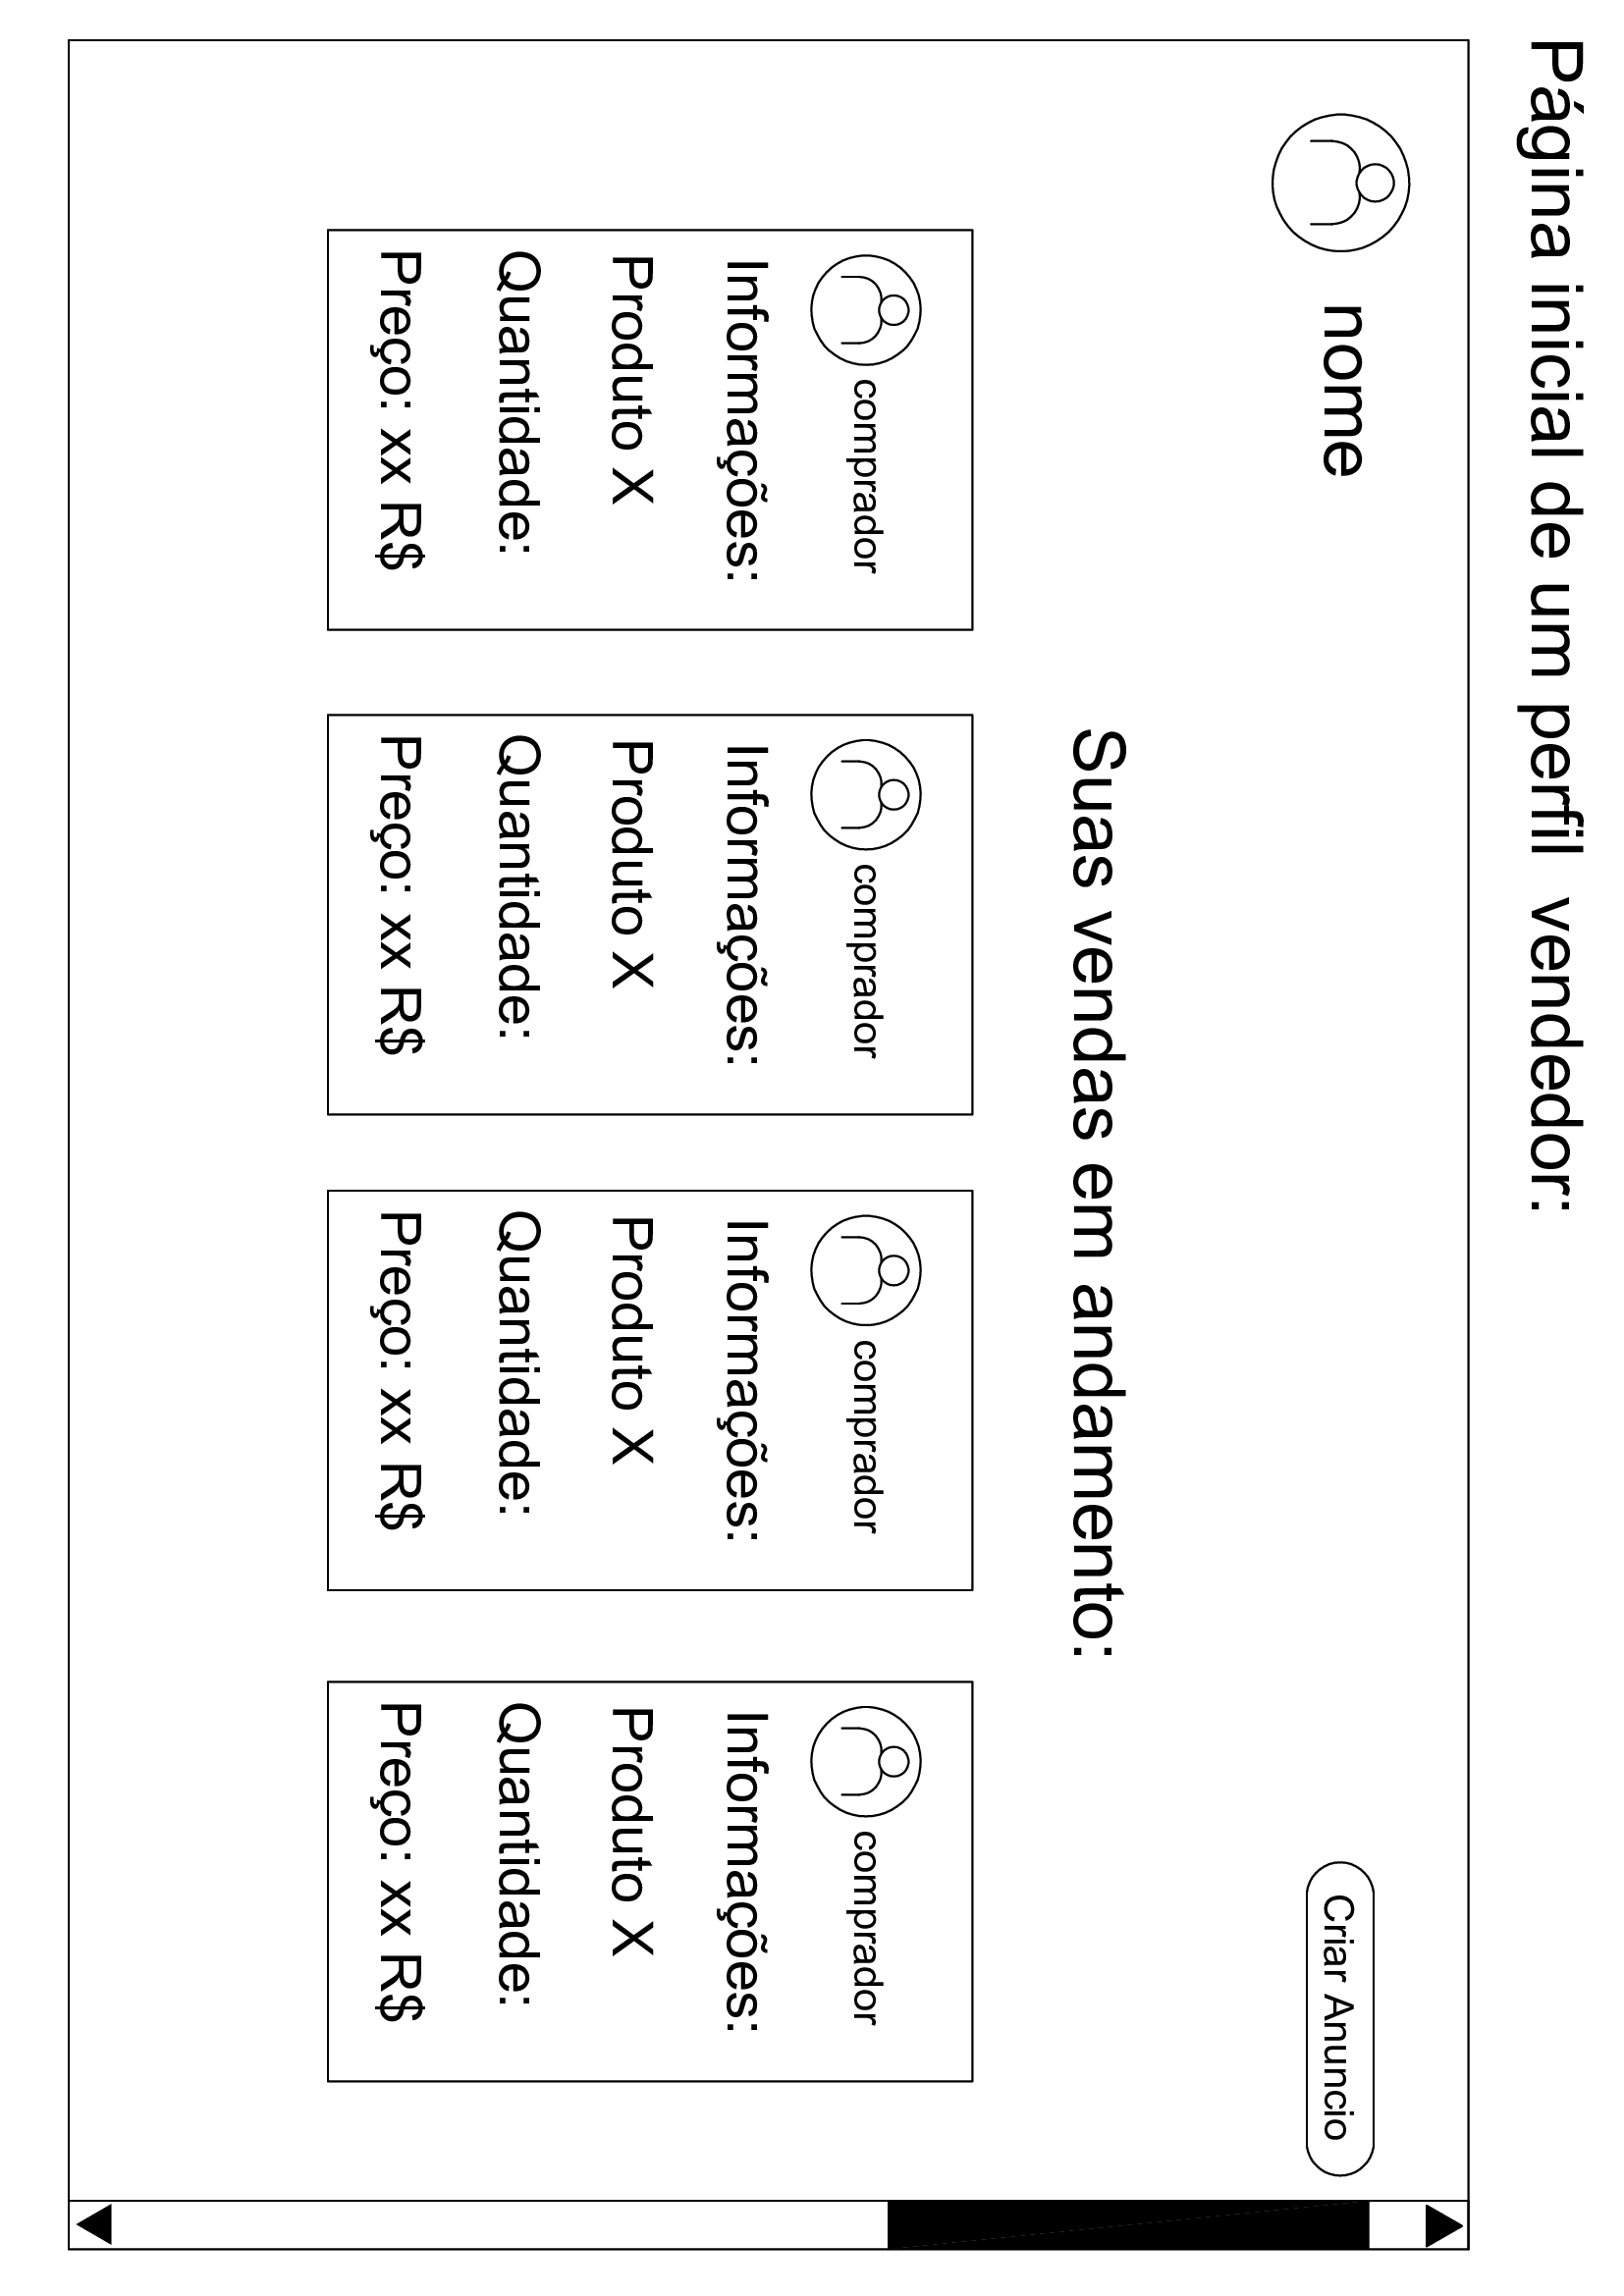 Página inicial de um perfil  vendedor:
nome
Criar Anuncio
Suas vendas em andamento:
comprador
Informações:
Produto X
Quantidade:
Preço: xx R$
comprador
Informações:
Produto X
Quantidade:
Preço: xx R$
comprador
Informações:
Produto X
Quantidade:
Preço: xx R$
comprador
Informações:
Produto X
Quantidade:
Preço: xx R$